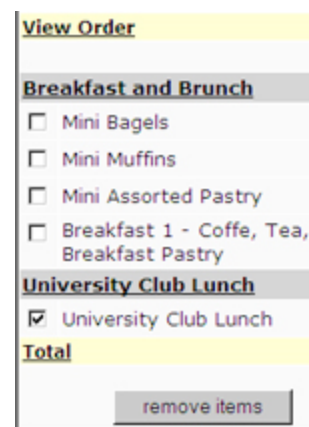 View Order
Breakfast and Brunch
Mini Bagels
Mini Muffins
Mini Assorted Pastry
Breakfast 1 - Coffe, Tea,
Breakfast Pastry
University Club Lunch
University Club Lunch
Total
remove items